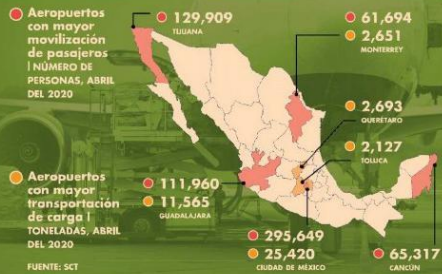 Aeropuertos
con mayor
movilización
de pasajeros
| NÚMERO DE
PERSONAS, ABRIL
DEL 2020
129,909
TIJUANA
61,694
2,651
MONTERREY
2,693
QUERÉTARO
2,127
TOLUCA
Aeropuertos
con mayor
transportación
de carga |
TONELADAS, ABRIL
DEL 2020
111,960
11,565
GUADALAJARA
295,649
25,420
CIUDAD DE MÉXICO
65,317
CANCÚN
FUENTE: SCT